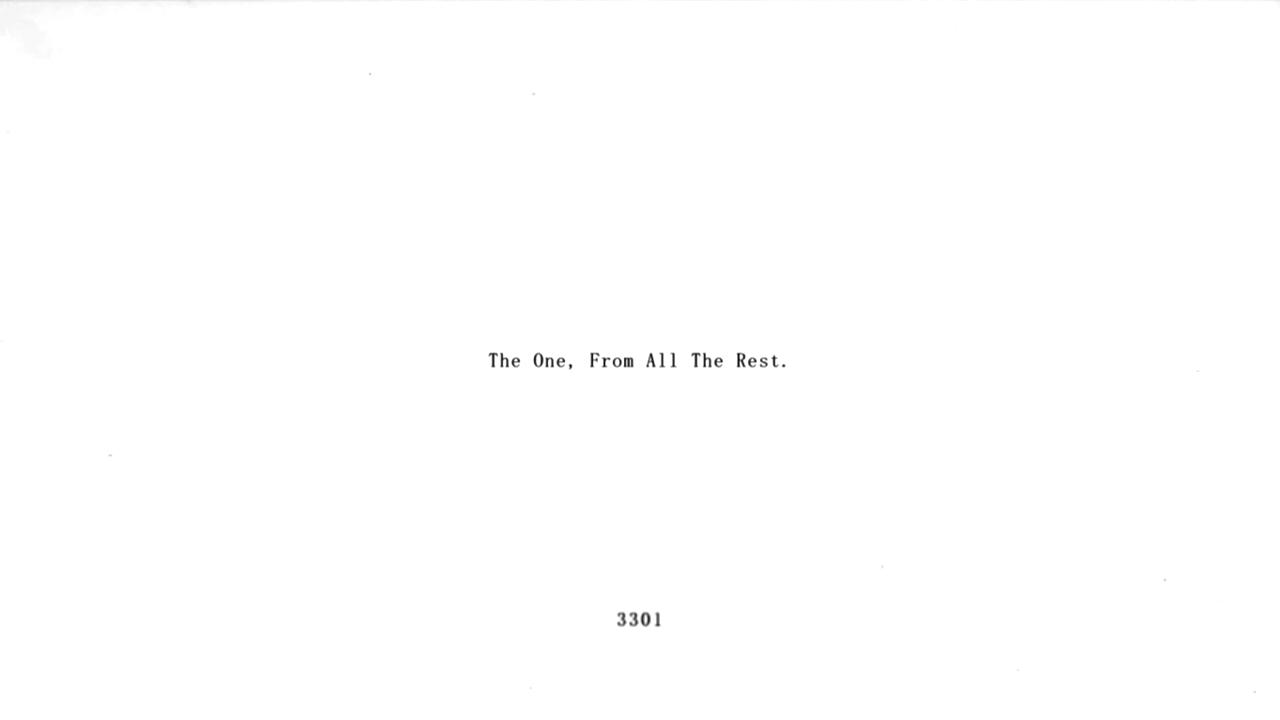 The One, From All The Rest.
3301